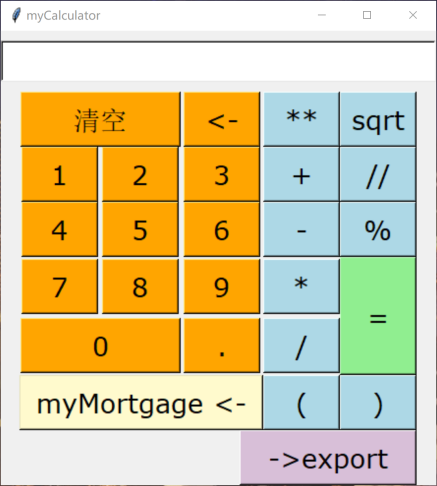 myCalculator
清空 <- ** sqrt
1 2 3 + //
4 5 6 - %
7 8 9 *
=
0 . /
myMortgage <- ( )
->export